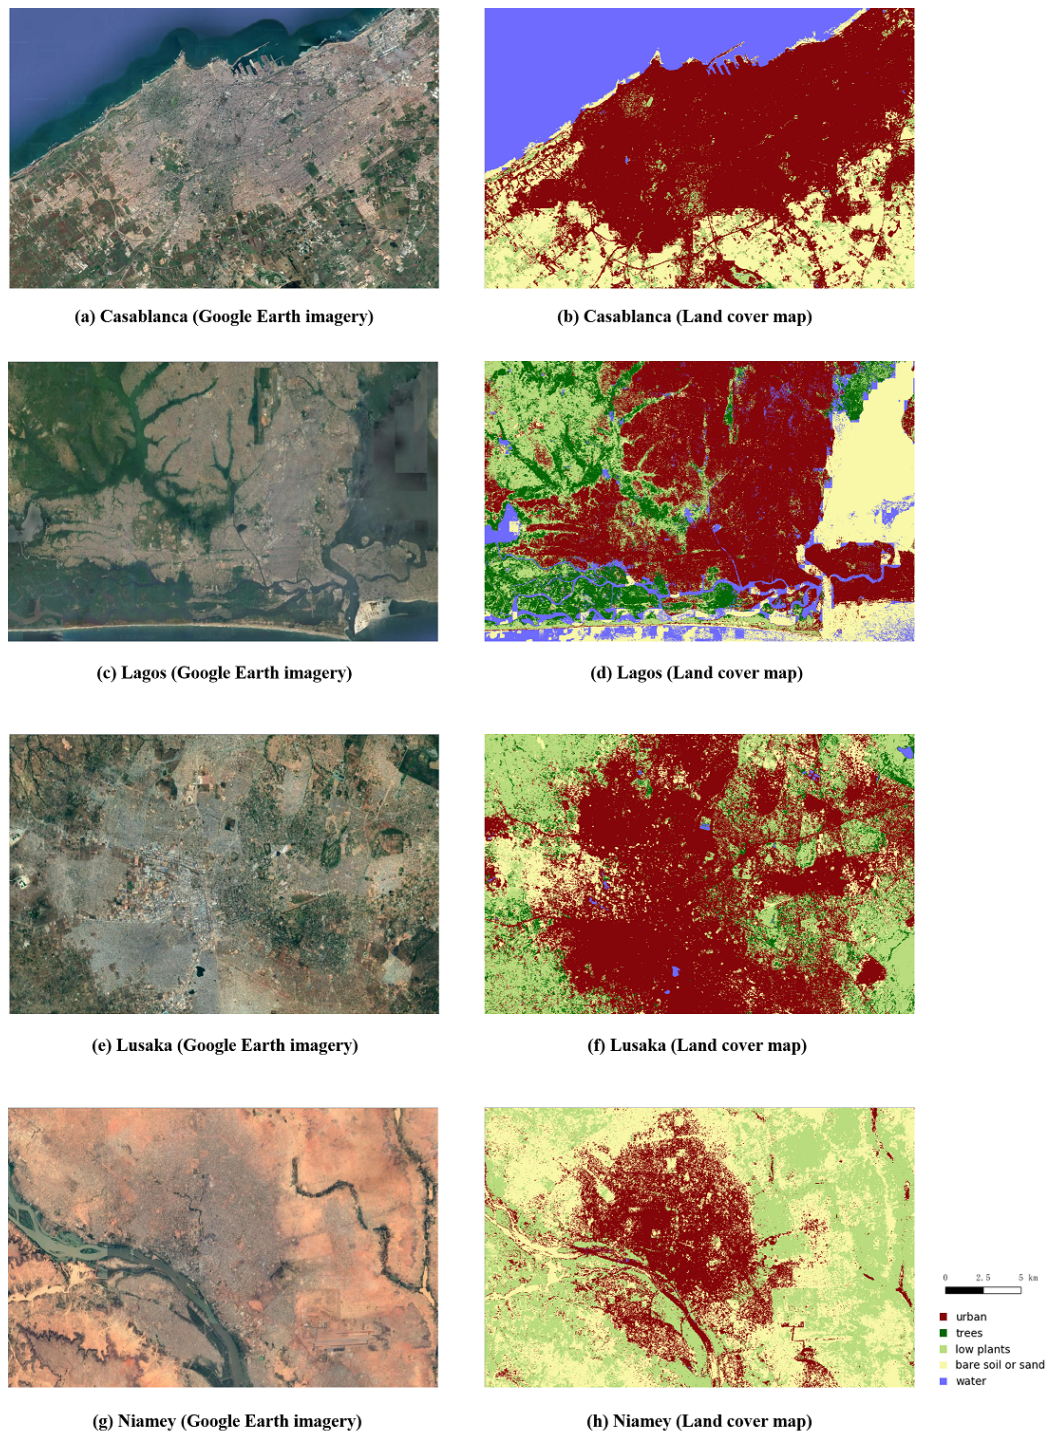 (a) Casablanca (Google Earth imagery)
(b) Casablanca (Land cover map)
(c) Lagos (Google Earth imagery)
(d) Lagos (Land cover map)
(e) Lusaka (Google Earth imagery)
(f) Lusaka (Land cover map)
0 2.5 5 km
urban
trees
low plants
bare soil or sand
water
(g) Niamey (Google Earth imagery)
(h) Niamey (Land cover map)